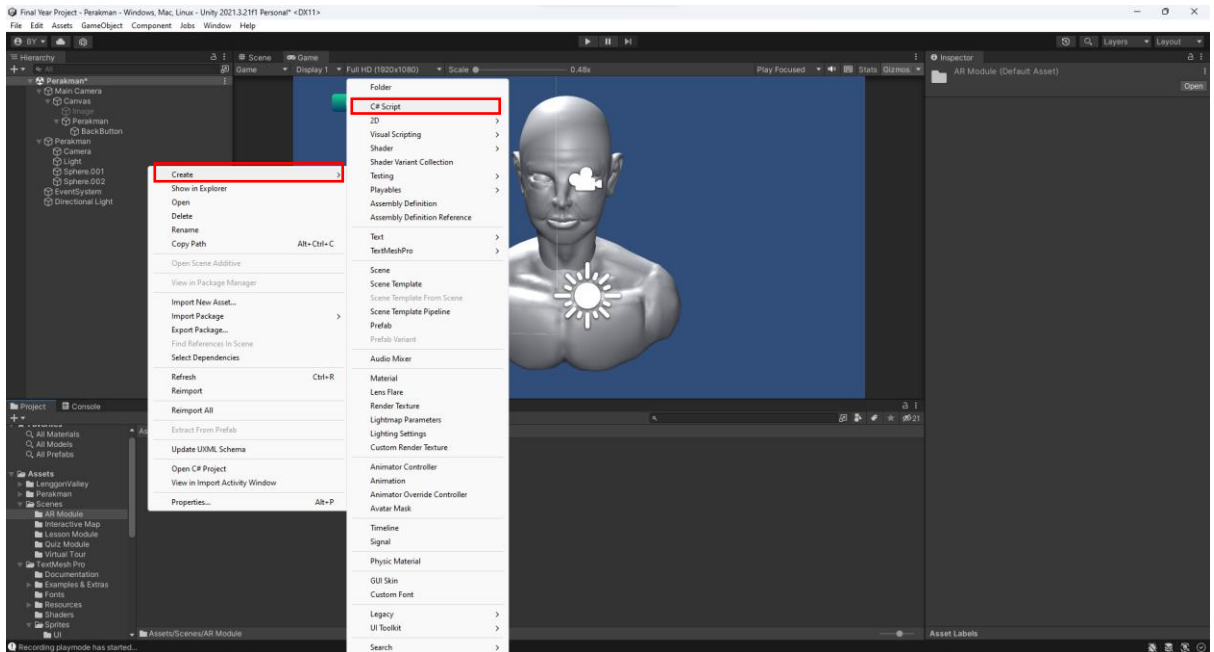 Final Year Project - Perakman - Windows, Mac, Linux - Unity 2021.3.21f1 Personal* <DX11>
File Edit Assets GameObject Component Jobs Window Help
BY
Layers
Layout
Hierarchy
Scene
Game
Inspector
All
Game
Display 1
Full HD (1920x1080)
Scale
0.48x
Play Focused
Stats
Gizmos
AR Module (Default Asset)
Open
Perakman*
Main Camera
Canvas
Image
Perakman
BackButton
Perakman
Camera
Light
Sphere.001
Sphere.002
EventSystem
Directional Light
Create
Show in Explorer
Open
Delete
Rename
Copy Path Alt+Ctrl+C
Open Scene Additive
View in Package Manager
Import New Asset...
Import Package
Export Package...
Find References In Scene
Select Dependencies
Refresh Ctrl+R
Reimport
Reimport All
Extract From Prefab
Update UXML Schema
Open C# Project
View in Import Activity Window
Properties... Alt+P
Folder
C# Script
2D
Visual Scripting
Shader
Shader Variant Collection
Testing
Playables
Assembly Definition
Assembly Definition Reference
Text
TextMeshPro
Scene
Scene Template
Scene Template From Scene
Scene Template Pipeline
Prefab
Prefab Variant
Audio Mixer
Material
Lens Flare
Render Texture
Lightmap Parameters
Lighting Settings
Custom Render Texture
Animator Controller
Animation
Animator Override Controller
Avatar Mask
Timeline
Signal
Physic Material
GUI Skin
Custom Font
Legacy
UI Toolkit
Search
Project
Console
21
All Materials
All Models
All Prefabs
Assets
LenggonValley
Perakman
Scenes
AR Module
Interactive Map
Lesson Module
Quiz Module
Virtual Tour
TextMesh Pro
Documentation
Examples & Extras
Fonts
Resources
Shaders
Sprites
UI
Assets/Scenes/AR Module
Asset Labels
Recording playmode has started...